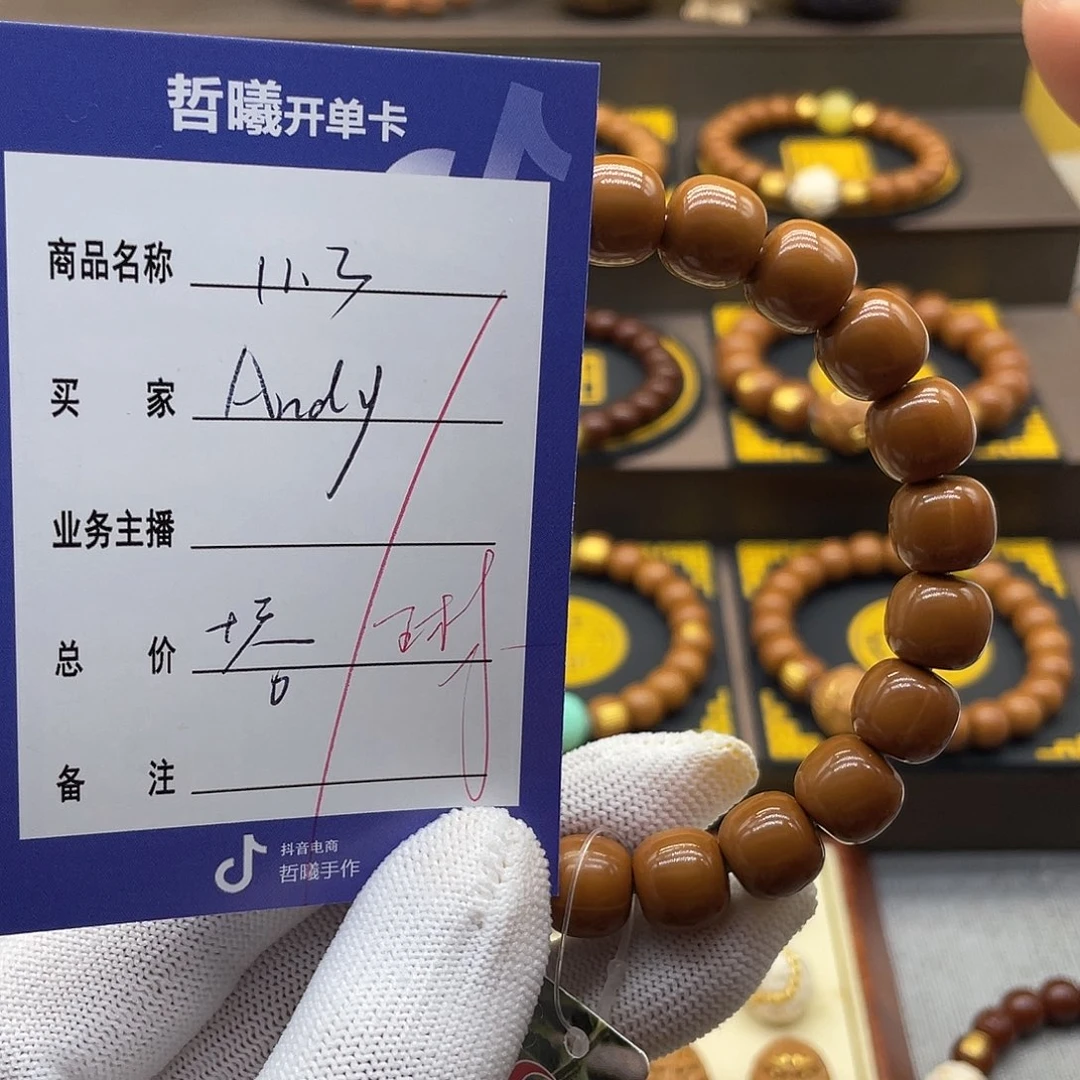 哲曦开单卡
商品名称 11.3
买家 Andy
业务主播
总价
备注
抖音电商
哲曦手作